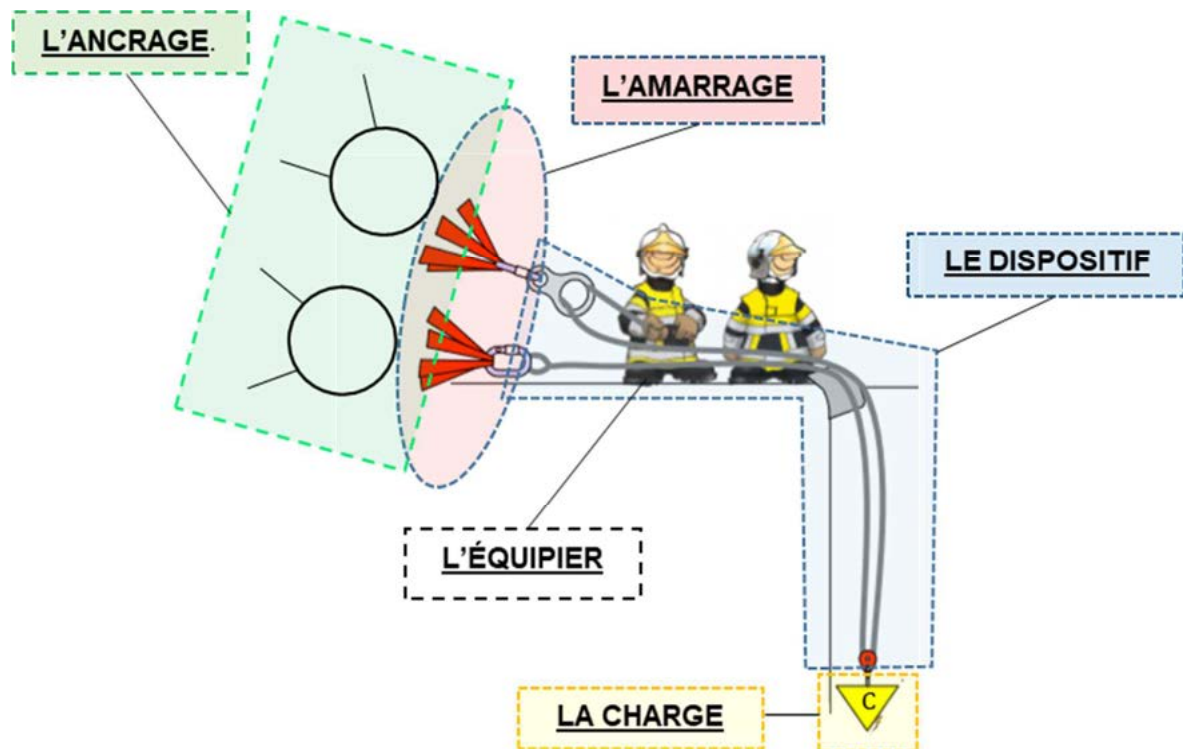 L'ANCRAGE.
L'AMARRAGE
LE DISPOSITIF
L'ÉQUIPIER
LA CHARGE
C